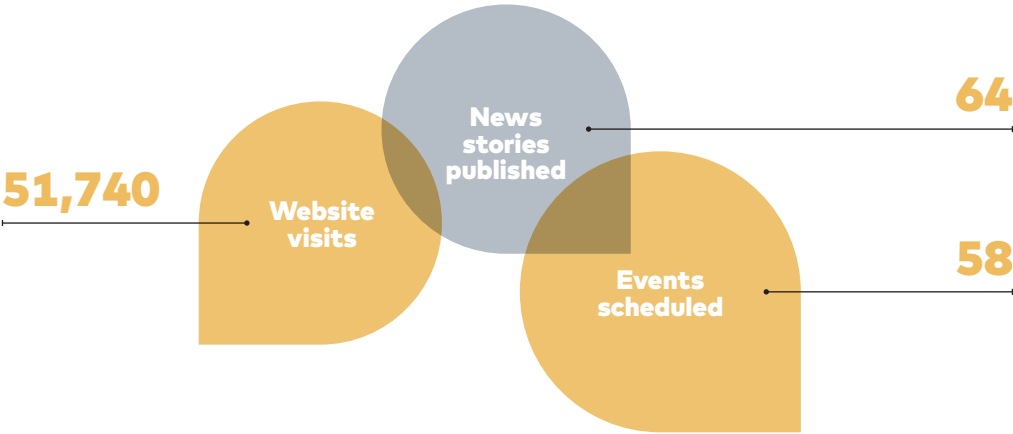 News
stories
published
64
51,740
Website
visits
58
Events
scheduled